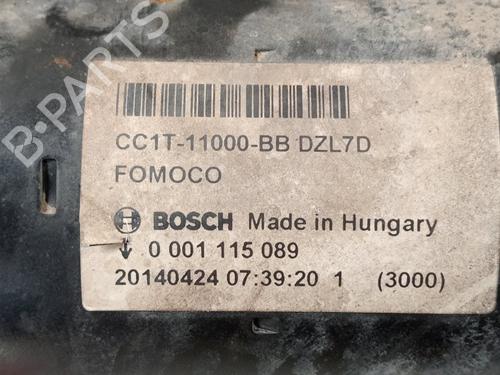 B-PARTS
CC1T-11000-BB DZL7D
FOMOCO
BOSCH Made in Hungary
0 001 115 089
20140424 07:39:20 1 (3000)